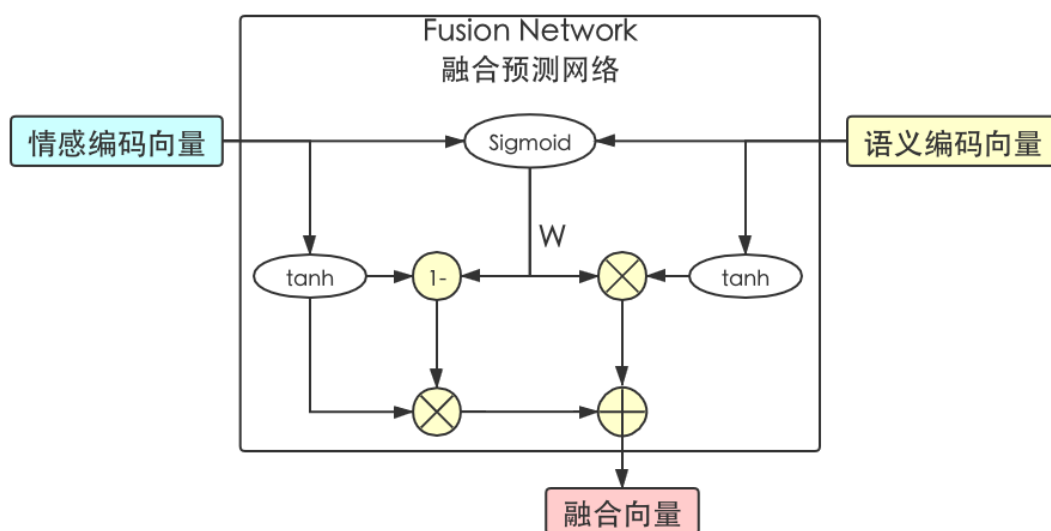 Fusion Network
融合预测网络
情感编码向量
Sigmoid
语义编码向量
W
tanh
1-
tanh
融合向量